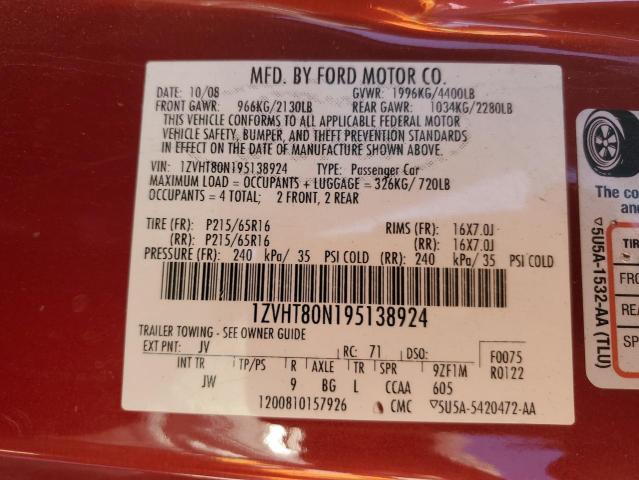 MFD. BY FORD MOTOR CO.
DATE: 10/08 GVWR: 1996KG/4400LB
FRONT GAWR: 966KG/2130LB REAR GAWR: 1034KG/2280LB
THIS VEHICLE CONFORMS TO ALL APPLICABLE FEDERAL MOTOR
VEHICLE SAFETY, BUMPER, AND THEFT PREVENTION STANDARDS
IN EFFECT ON THE DATE OF MANUFACTURE SHOWN ABOVE.
VIN: 1ZVHT80N195138924 TYPE: Passenger Car
MAXIMUM LOAD = OCCUPANTS + LUGGAGE = 326KG/720LB
OCCUPANTS = 4 TOTAL; 2 FRONT, 2 REAR
TIRE (FR): P215/65R16 RIMS (FR): 16X7.0J
(RR): P215/65R16 (RR): 16X7.0J
PRESSURE (FR): 240 kPa/ 35 PSI COLD (RR): 240 kPa/ 35 PSI COLD
1ZVHT80N195138924
TRAILER TOWING - SEE OWNER GUIDE
EXT PNT: JV RC: 71 DSO: F0075
INT TR TP/PS R AXLE TR SPR 9ZF1M R0122
JW 9 BG L CCAA 605
1200810157926 CMC ▽5U5A-5420472-AA
The co
an
▽5U5A-1532-AA (TLU)
TIR
FRO
REA
SP